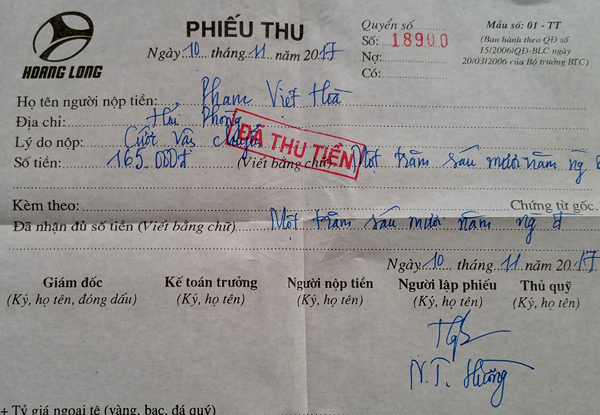 PHIẾU THU
Quyển số
Mẫu số: 01 - TT
Số: 18900
(Ban hành theo QĐ số
Ngày 10 tháng 11 năm 2017
Nợ:
15/2006/QĐ-BLC ngày
20/03/2006 của Bộ trưởng BTC)
Có:
HOANG LONG
Họ tên người nộp tiền: Phạm Viết Hoà
Địa chỉ: Hải Phòng
Lý do nộp: Cước Vận chuyển
ĐÃ THU TIỀN
Số tiền: 165.000đ (Viết bằng chữ) Một trăm sáu mươi năm ng đ
Kèm theo: Chứng từ gốc.
Đã nhận đủ số tiền (Viết bằng chữ) Một trăm sáu mươi năm ng đ
Ngày 10 tháng 11 năm 2017
Giám đốc Kế toán trưởng Người nộp tiền Người lập phiếu Thủ quỹ
(Ký, họ tên, đóng dấu) (Ký, họ tên) (Ký, họ tên) (Ký, họ tên) (Ký, họ tên)
N.T. Hường
+ Tỷ giá ngoại tệ (vàng, bạc, đá quý)